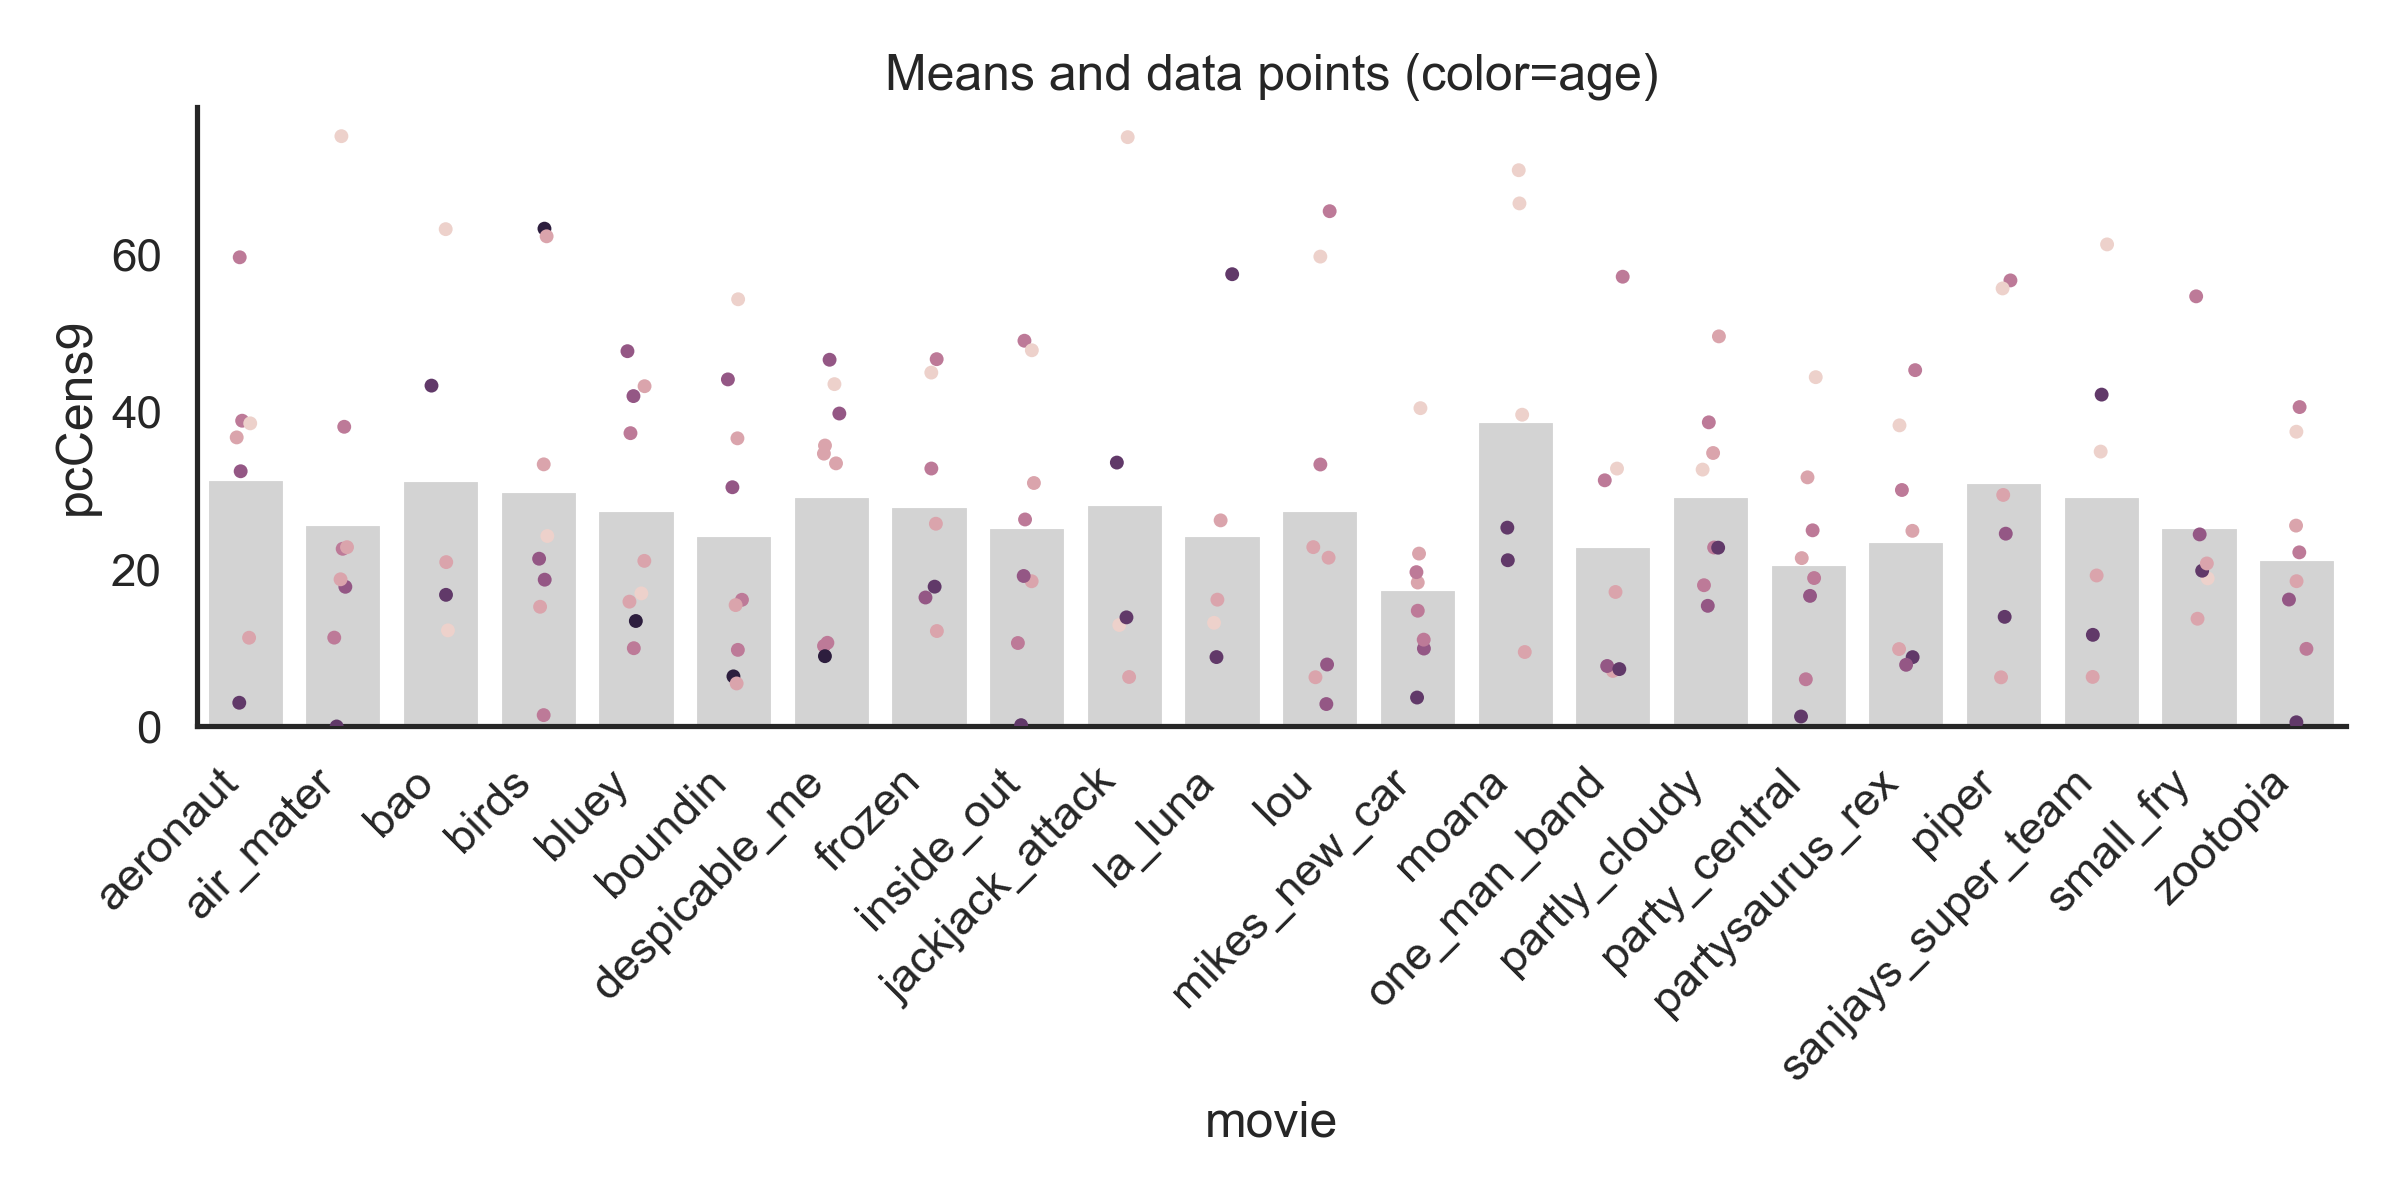 Means and data points (color=age)
pcCens9
60
40
20
0
aeronaut
air_mater
bao
birds
bluey
boundin
despicable_me
frozen
inside_out
jackjack_attack
la_luna
lou
mikes_new_car
moana
one_man_band
partly_cloudy
party_central
partysaurus_rex
piper
sanjays_super_team
small_fry
zootopia
movie